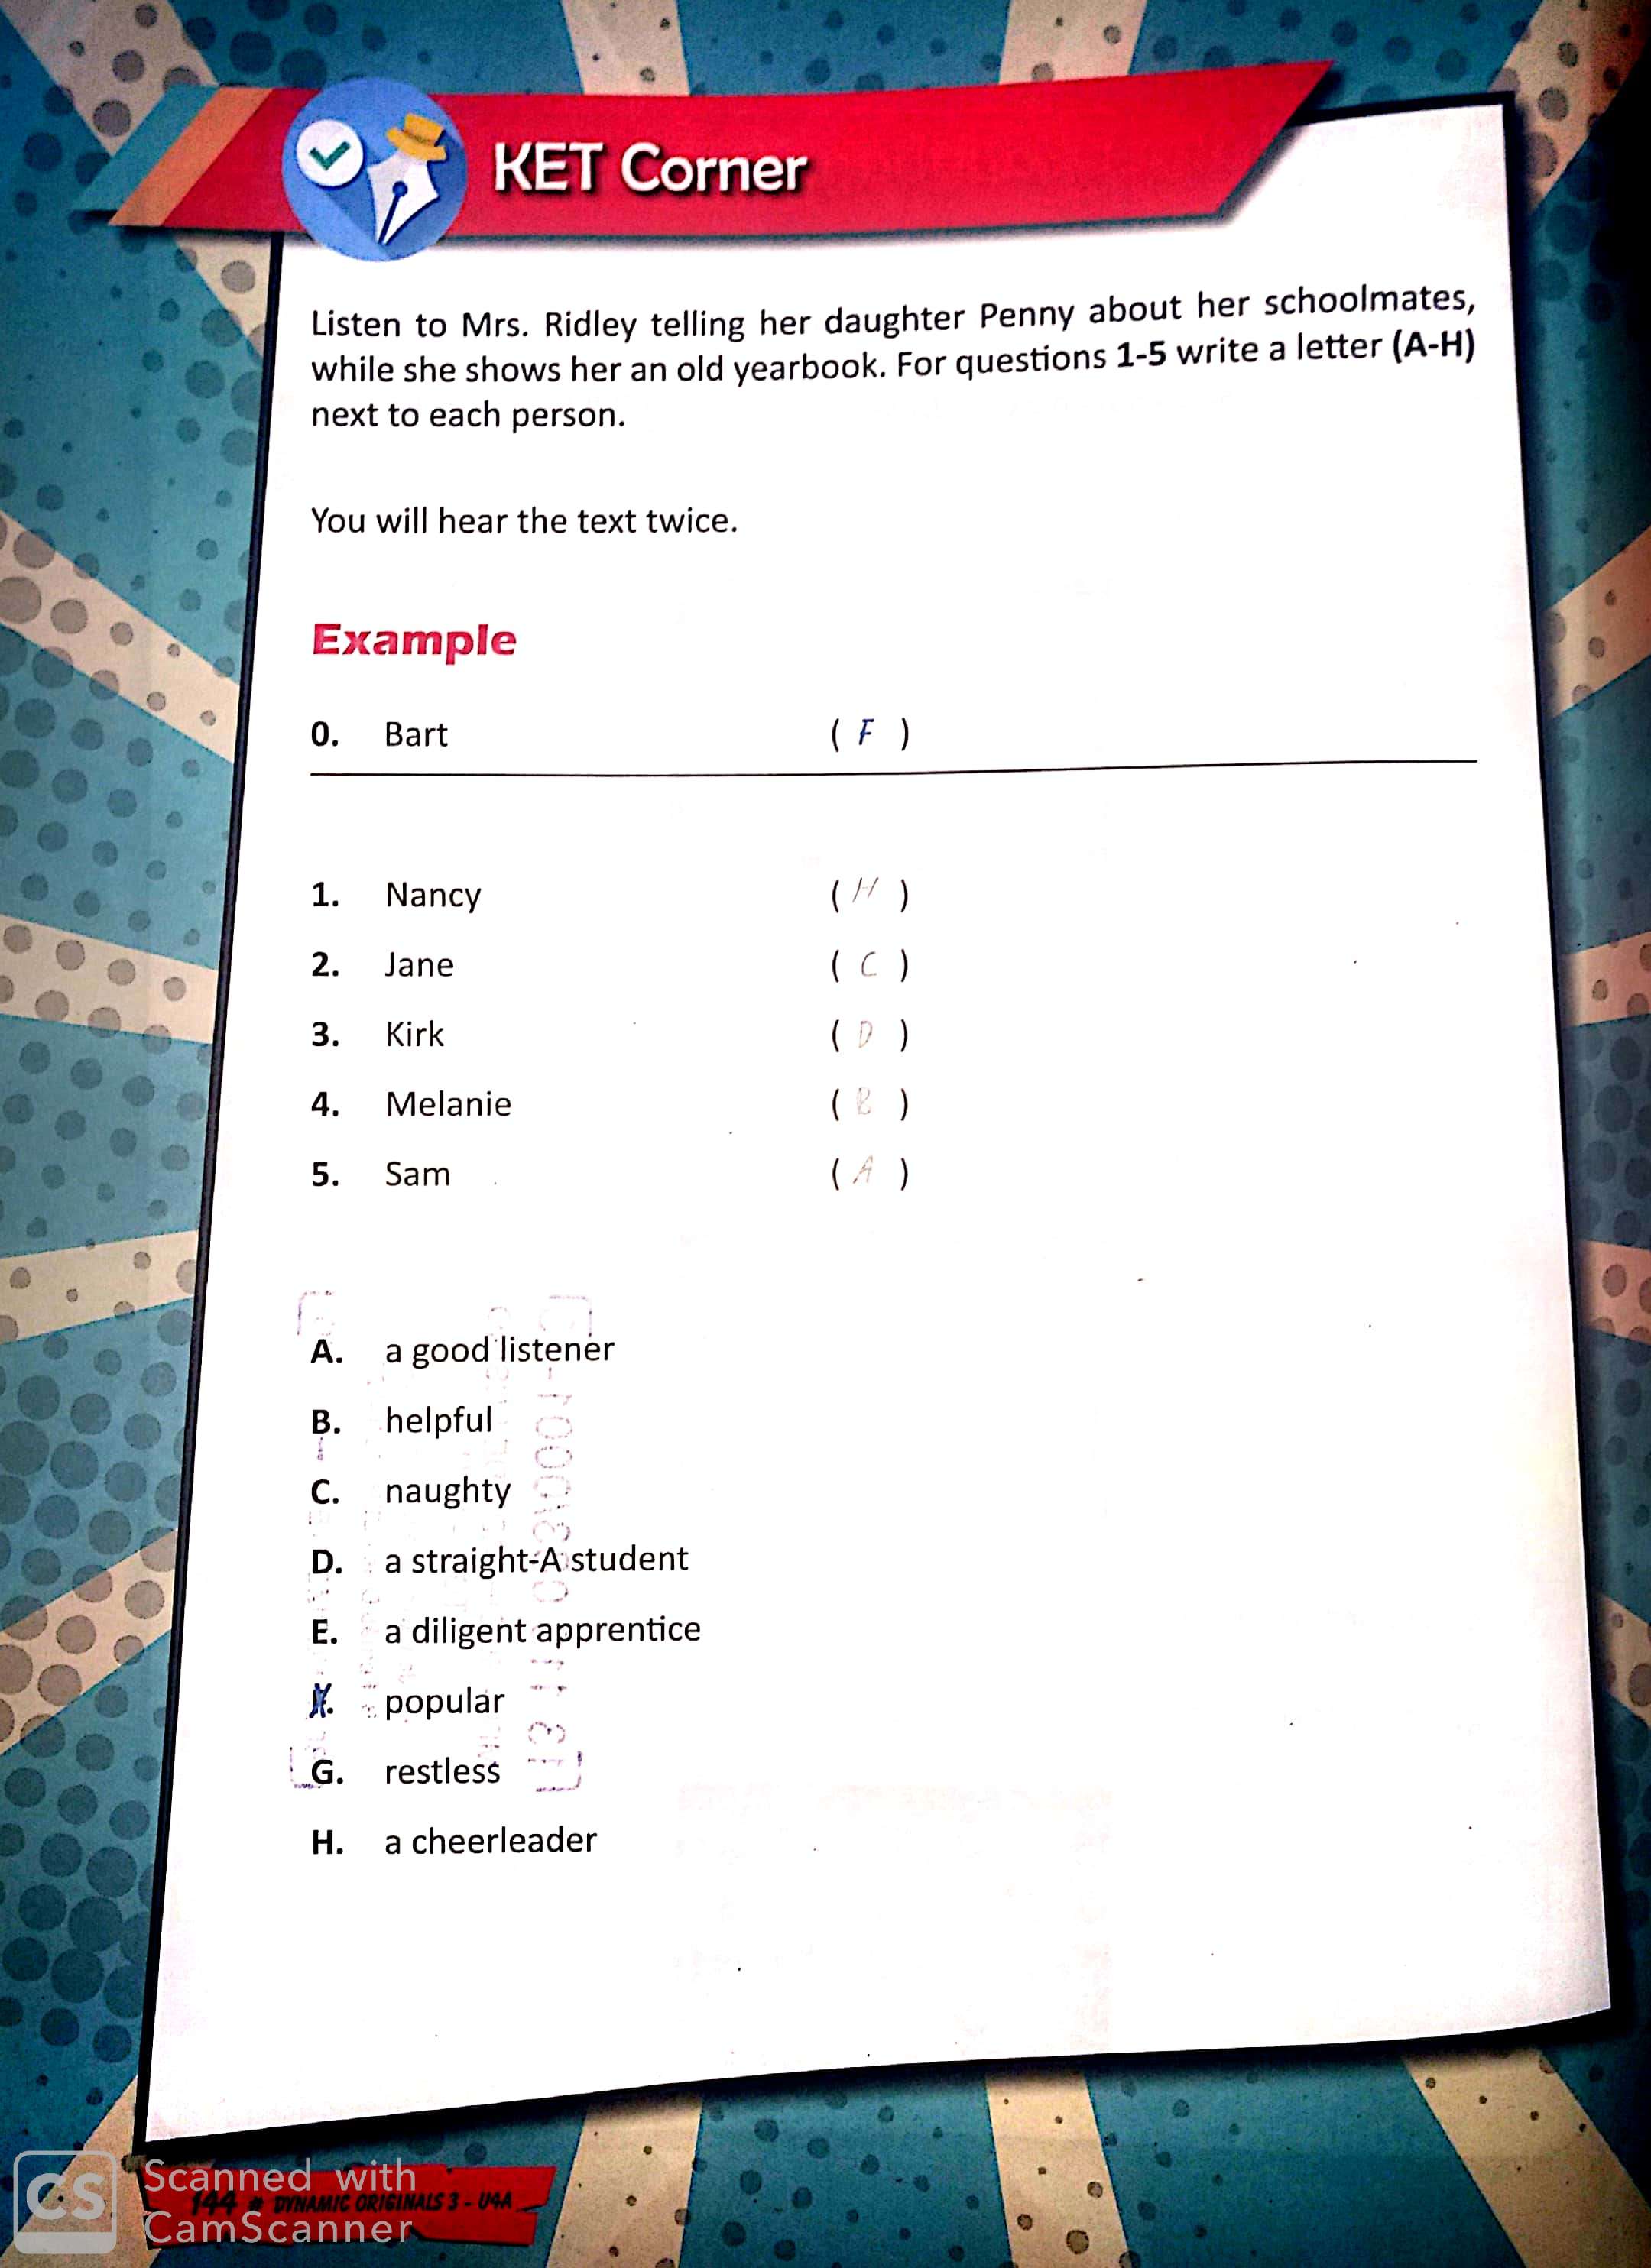 KET Corner
Listen to Mrs. Ridley telling her daughter Penny about her schoolmates,
while she shows her an old yearbook. For questions 1-5 write a letter (A-H)
next to each person.
You will hear the text twice.
Example
0. Bart ( F )
1. Nancy ( H )
2. Jane ( C )
3. Kirk ( D )
4. Melanie ( B )
5. Sam ( A )
A. a good listener
B. helpful
C. naughty
D. a straight-A student
E. a diligent apprentice
F. popular
G. restless
H. a cheerleader
144 DYNAMIC ORIGINALS 3 - U4A
CS Scanned with
CamScanner